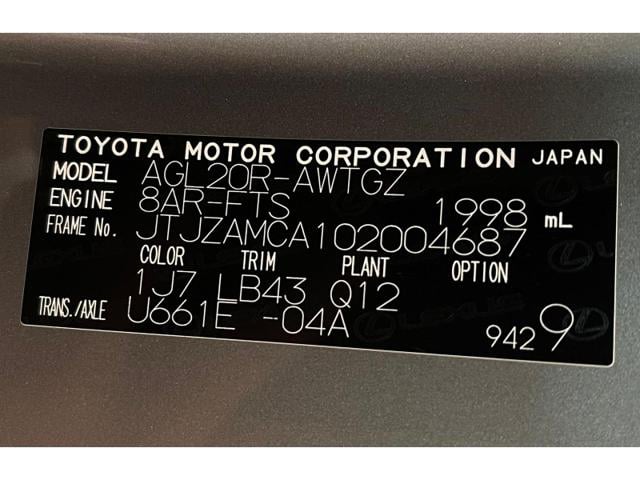 TOYOTA MOTOR CORPORATION JAPAN
MODEL AGL20R-AWTGZ
ENGINE 8AR-FTS 1998 mL
FRAME No. JTJZAMCA102004687
COLOR TRIM PLANT OPTION
1J7 LB43 Q12
TRANS./AXLE U661E -04A
9429